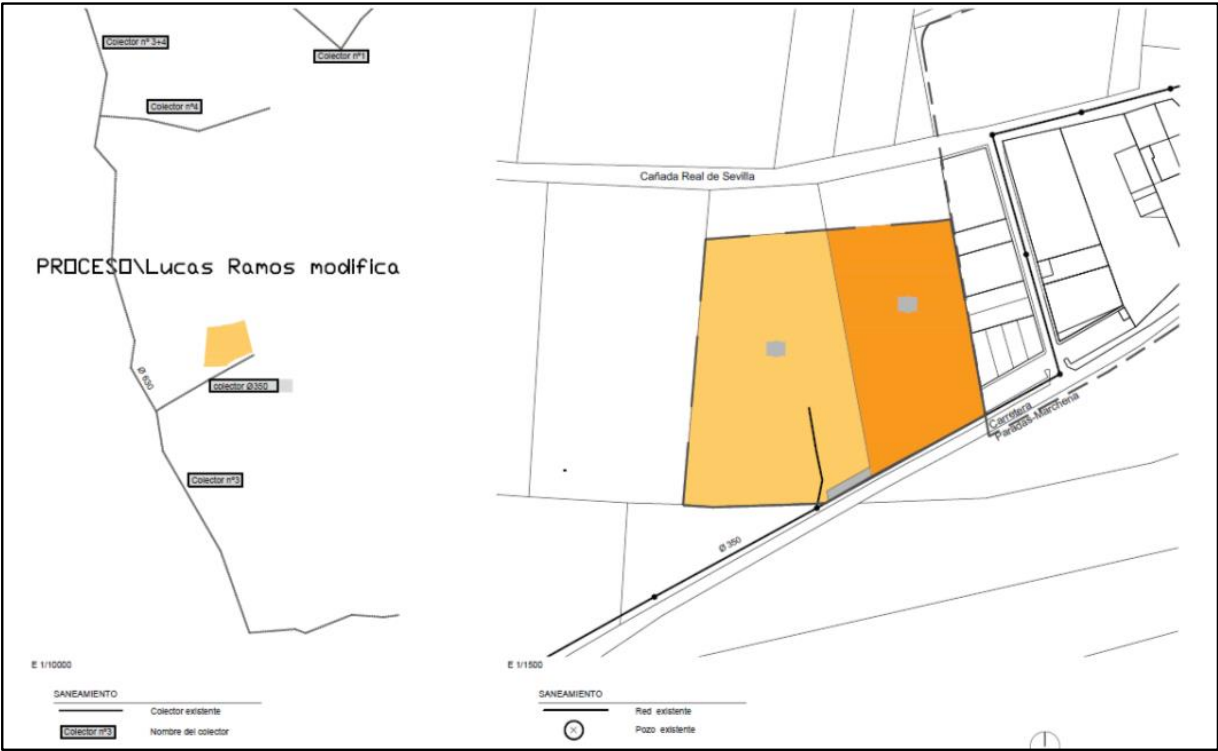 Colector nº 3+4
Colector nº1
Colector nº4
Cañada Real de Sevilla
PROCESO\Lucas Ramos modifica
Ø 630
colector Ø350
Carretera
Paradas-Marchena
Colector nº3
Ø 350
E 1/10000
E 1/1500
SANEAMIENTO
Colector existente
Colector nº3
Nombre del colector
SANEAMIENTO
Red existente
Pozo existente